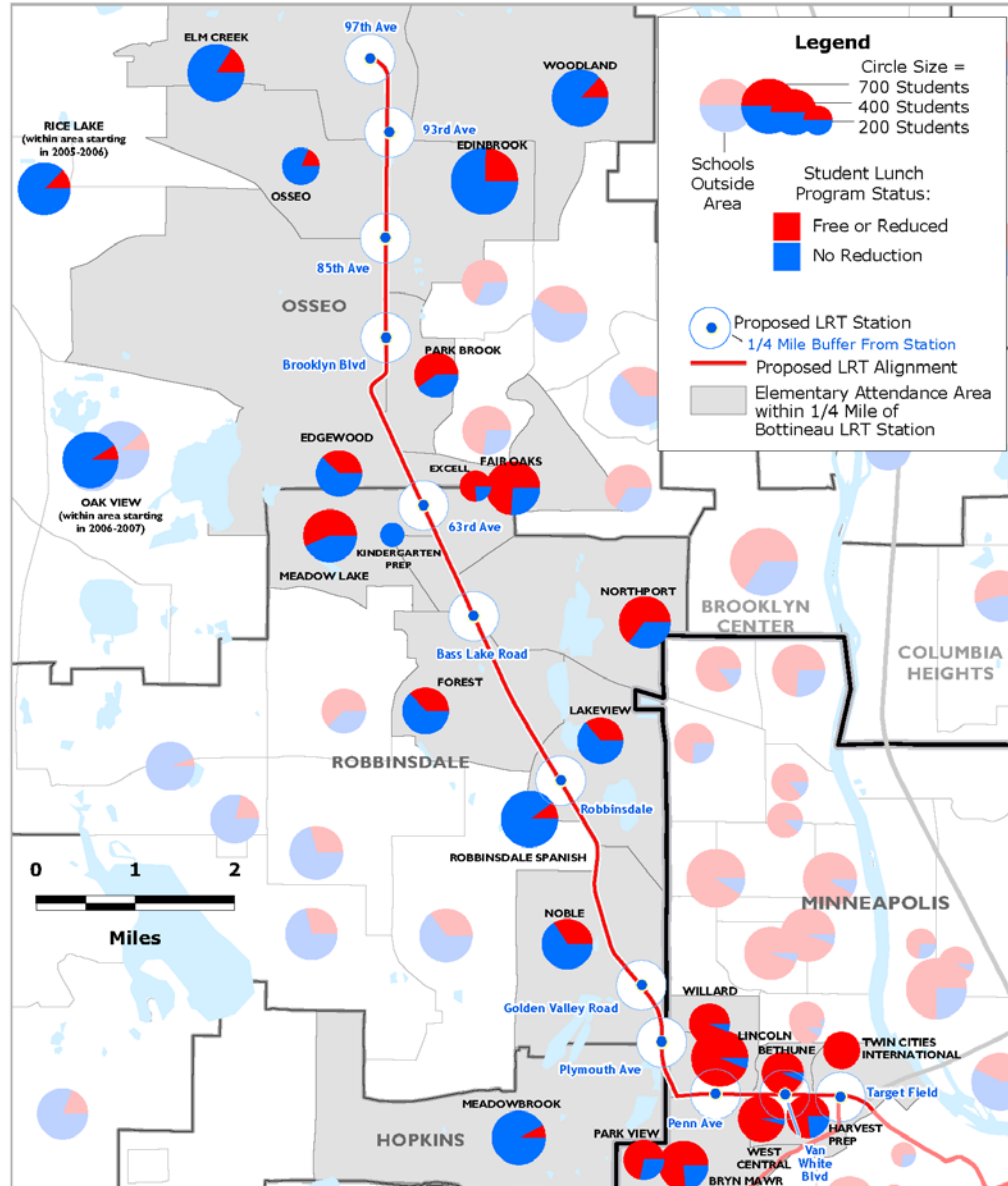 97th Ave
ELM CREEK
WOODLAND
RICE LAKE
(within area starting
in 2005-2006)
93rd Ave
EDINBROOK
OSSEO
85th Ave
OSSEO
Brooklyn Blvd
PARK BROOK
EDGEWOOD
EXCELL
FAIR OAKS
OAK VIEW
(within area starting
in 2006-2007)
63rd Ave
KINDERGARTEN
PREP
MEADOW LAKE
NORTHPORT
BROOKLYN
CENTER
Bass Lake Road
COLUMBIA
HEIGHTS
FOREST
LAKEVIEW
ROBBINSDALE
Robbinsdale
ROBBINSDALE SPANISH
0 1 2
Miles
MINNEAPOLIS
NOBLE
WILLARD
Golden Valley Road
LINCOLN
BETHUNE
TWIN CITIES
INTERNATIONAL
Plymouth Ave
Target Field
MEADOWBROOK
Penn Ave
HOPKINS
PARK VIEW
WEST
CENTRAL
Van
White
Blvd
HARVEST
PREP
BRYN MAWR
Legend
Circle Size =
700 Students
400 Students
200 Students
Schools
Outside
Area
Student Lunch
Program Status:
Free or Reduced
No Reduction
Proposed LRT Station
1/4 Mile Buffer From Station
Proposed LRT Alignment
Elementary Attendance Area
within 1/4 Mile of
Bottineau LRT Station